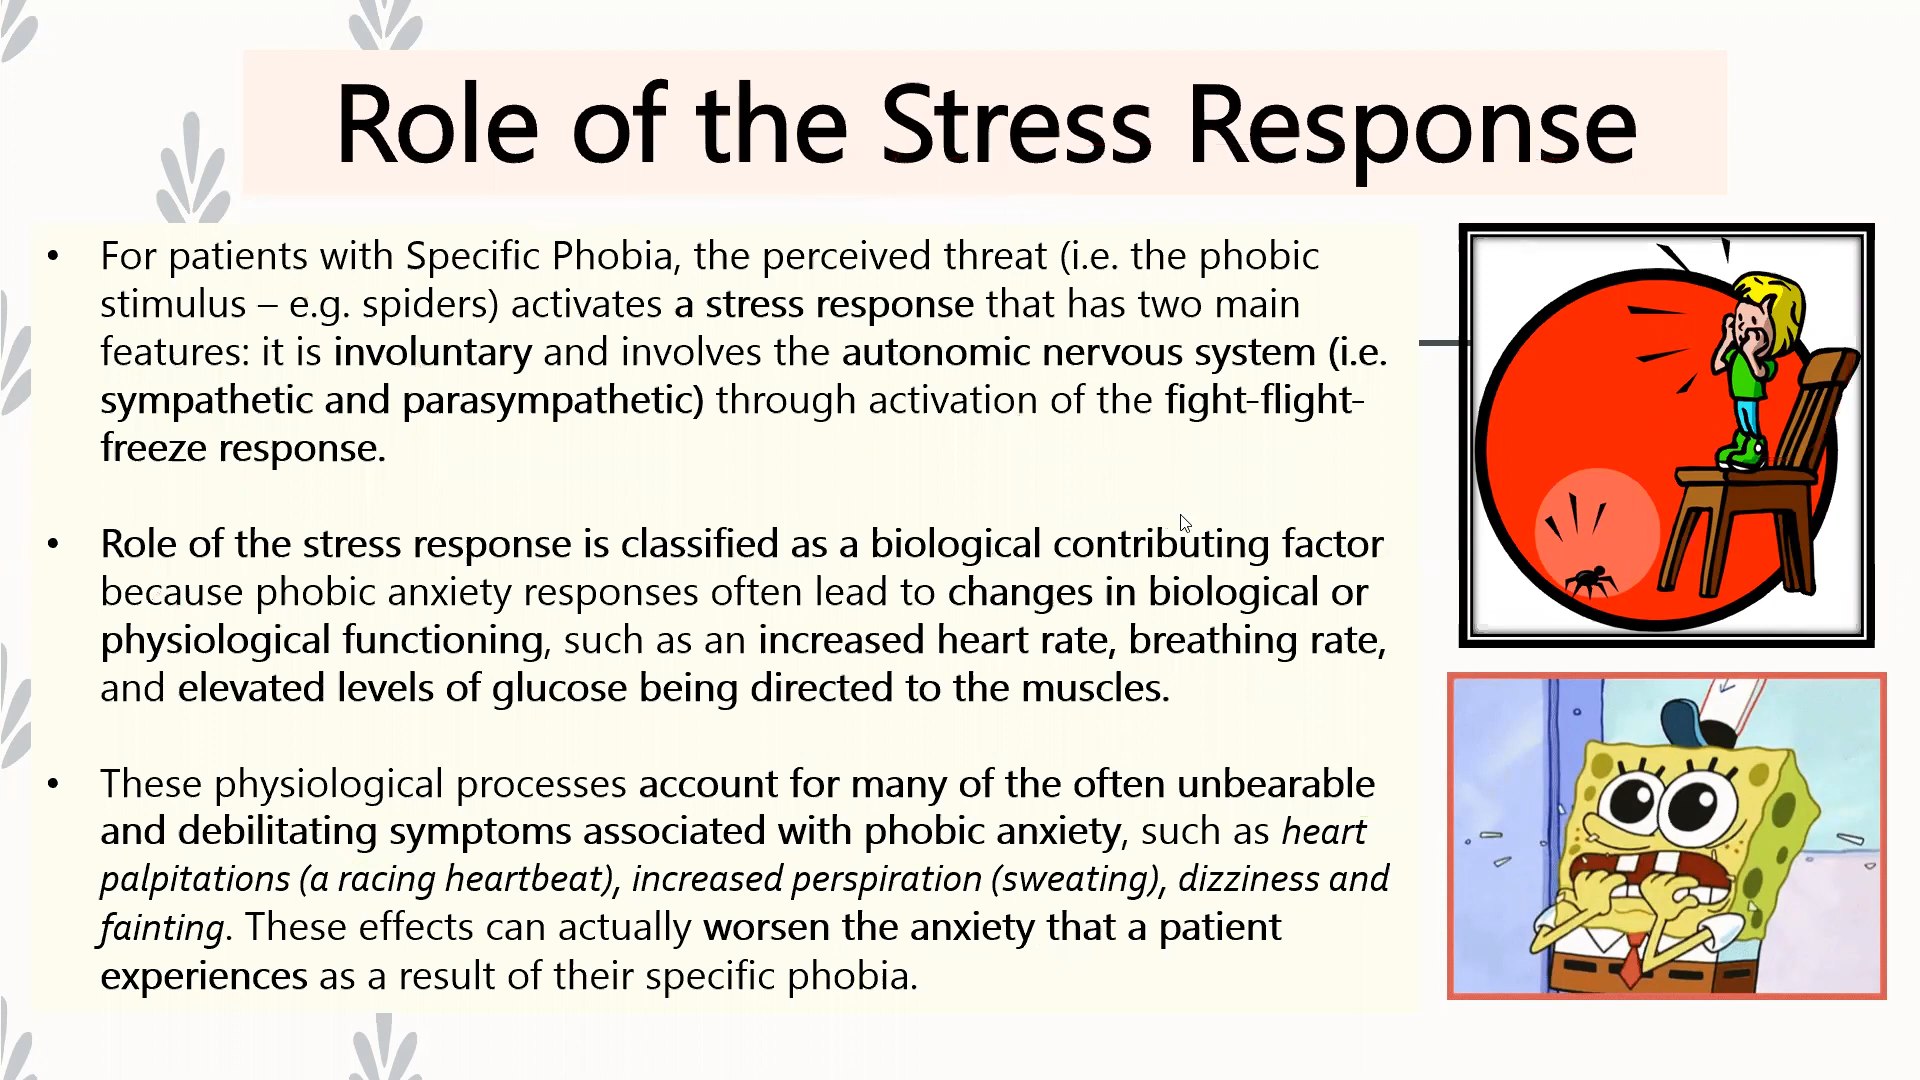 Role of the Stress Response
• For patients with Specific Phobia, the perceived threat (i.e. the phobic
stimulus – e.g. spiders) activates a stress response that has two main
features: it is involuntary and involves the autonomic nervous system (i.e.
sympathetic and parasympathetic) through activation of the fight-flight-
freeze response.
• Role of the stress response is classified as a biological contributing factor
because phobic anxiety responses often lead to changes in biological or
physiological functioning, such as an increased heart rate, breathing rate,
and elevated levels of glucose being directed to the muscles.
• These physiological processes account for many of the often unbearable
and debilitating symptoms associated with phobic anxiety, such as heart
palpitations (a racing heartbeat), increased perspiration (sweating), dizziness and
fainting. These effects can actually worsen the anxiety that a patient
experiences as a result of their specific phobia.